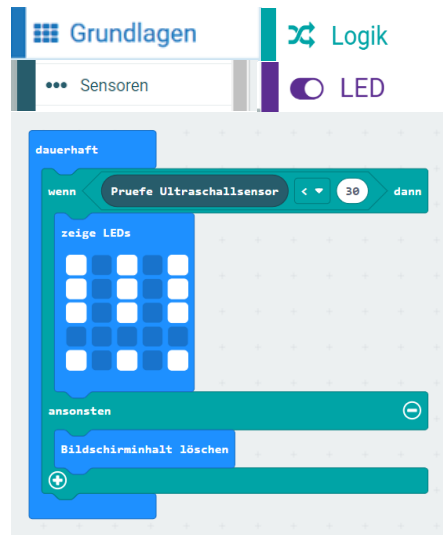 Grundlagen
Logik
Sensoren
LED
dauerhaft
wenn Pruefe Ultraschallsensor < 30 dann
zeige LEDs
ansonsten
Bildschirminhalt löschen